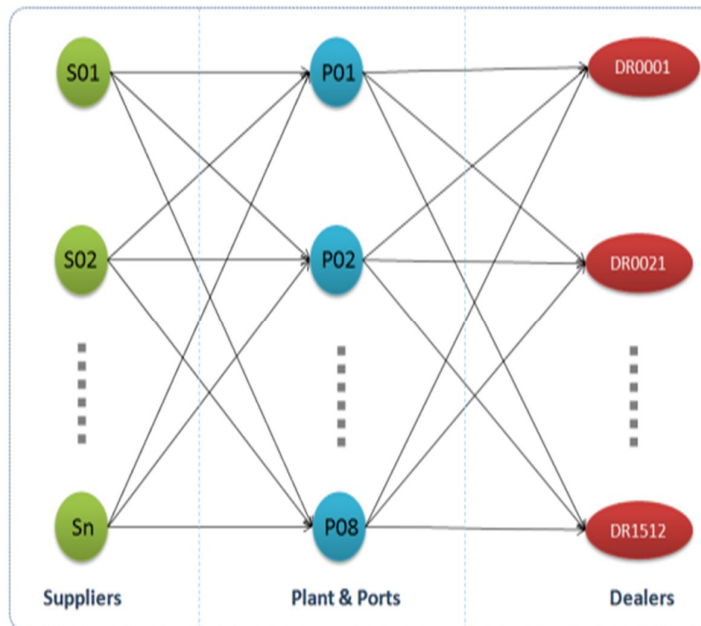 S01 P01 DR0001
S02 P02 DR0021
Sn P08 DR1512
Suppliers Plant & Ports Dealers